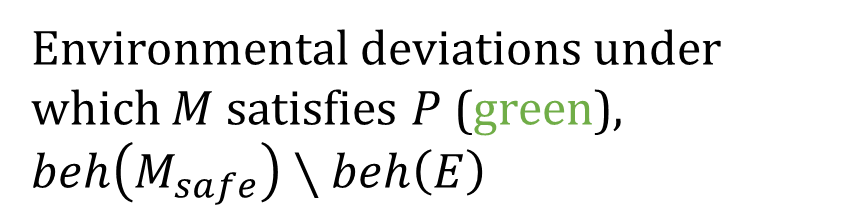 Environmental deviations under
which M satisfies P (green),
beh(M_safe) \ beh(E)